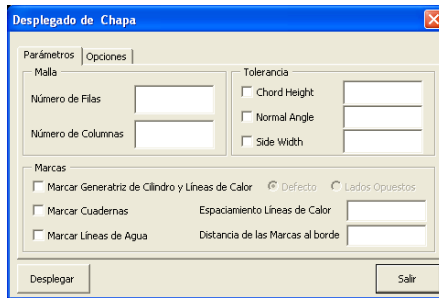 Desplegado de Chapa
Parámetros Opciones
Malla
Número de Filas
Número de Columnas
Tolerancia
Chord Height
Normal Angle
Side Width
Marcas
Marcar Generatriz de Cilindro y Líneas de Calor Defecto Lados Opuestos
Marcar Cuadernas Espaciamiento Líneas de Calor
Marcar Líneas de Agua Distancia de las Marcas al borde
Desplegar Salir